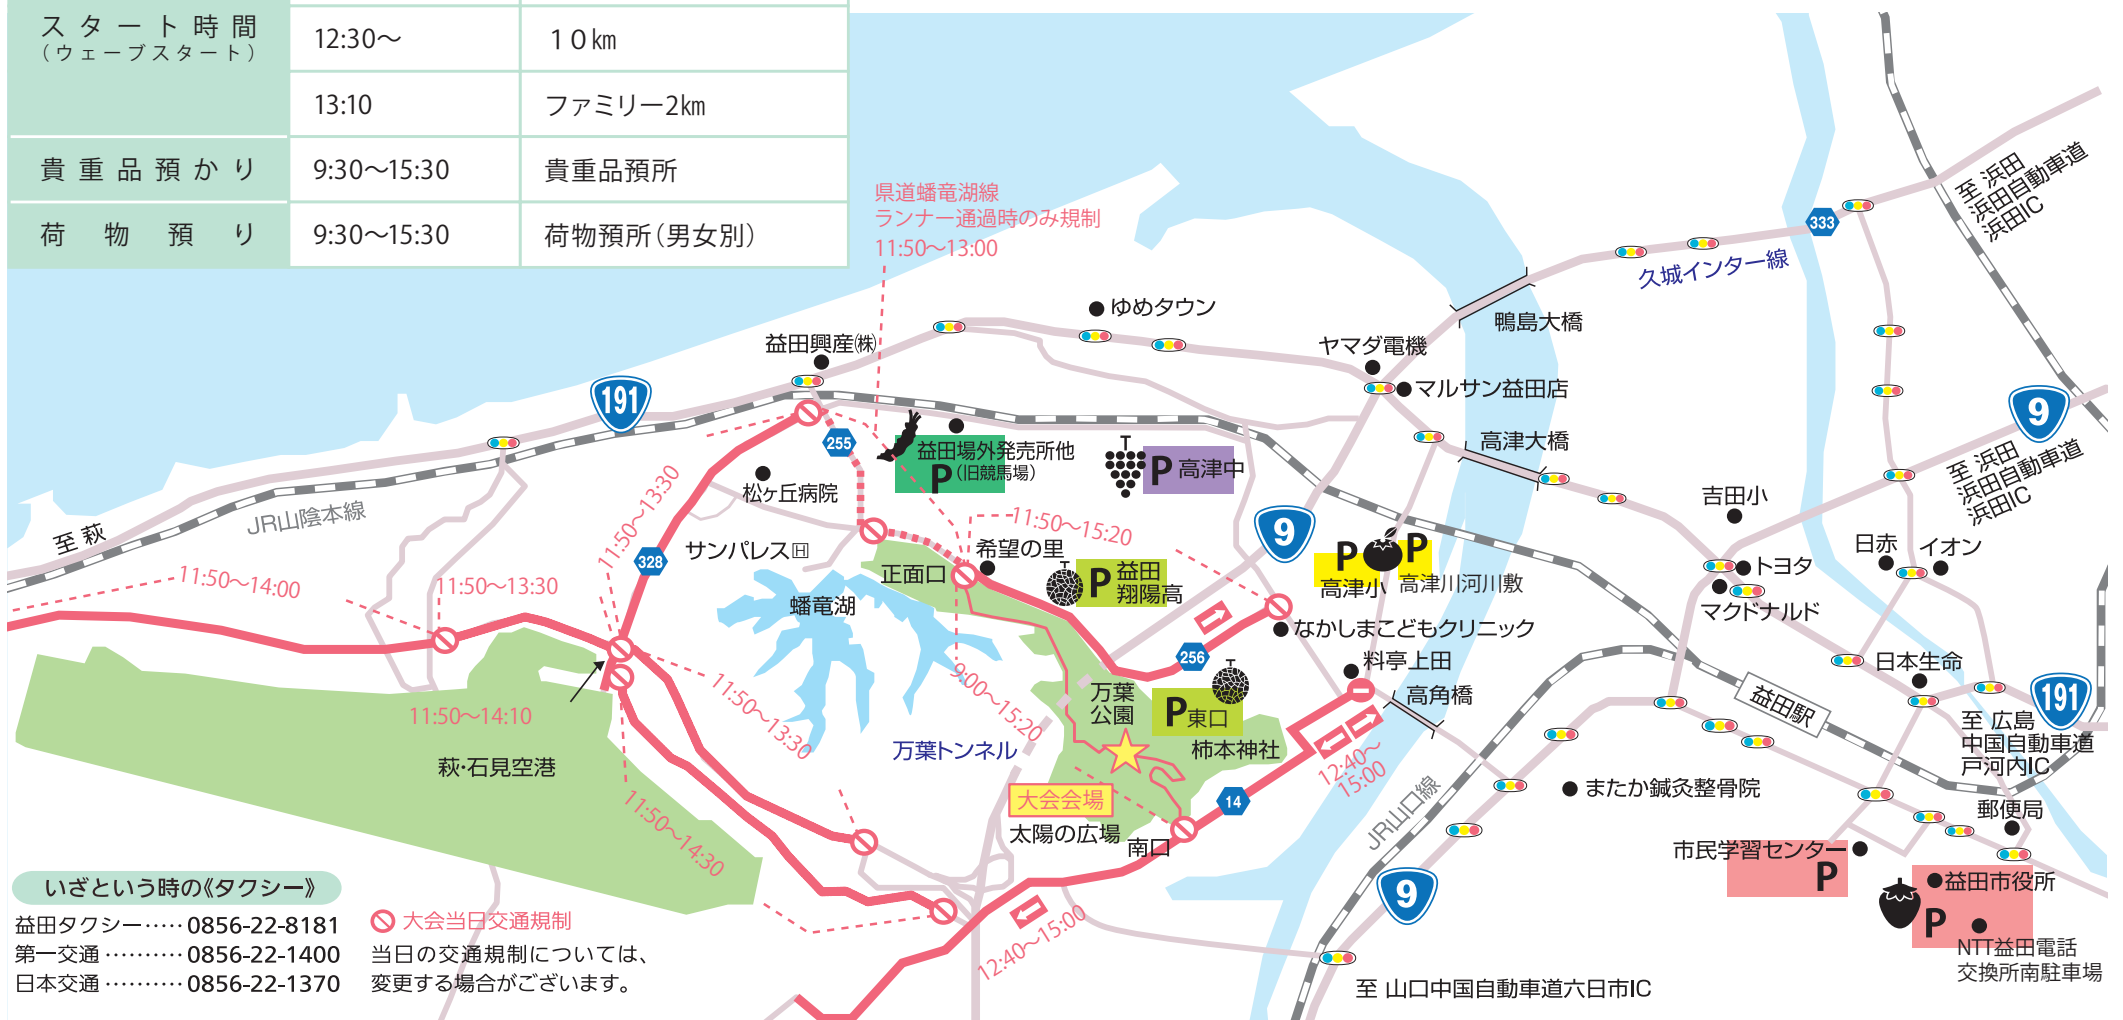 スタート時間
（ウェーブスタート）
12:30～
１０㎞
13:10
ファミリー2㎞
貴重品預かり
9:30～15:30
貴重品預所
荷物預り
9:30～15:30
荷物預所（男女別）
県道蟠竜湖線
ランナー通過時のみ規制
11:50～13:00
至 浜田
浜田自動車道
浜田IC
333
久城インター線
ゆめタウン
鴨島大橋
益田興産㈱
ヤマダ電機
マルサン益田店
191
255
益田場外発売所他
P（旧競馬場）
P 高津中
高津大橋
9
至 浜田
浜田自動車道
浜田IC
松ヶ丘病院
11:50～13:30
JR山陰本線
至 萩
吉田小
9
11:50～15:20
サンパレスH
328
希望の里
正面口
P 益田
翔陽高
P
P
高津小
高津川河川敷
日赤
イオン
トヨタ
マクドナルド
11:50～14:00
11:50～13:30
蟠竜湖
なかしまこどもクリニック
256
料亭上田
日本生命
9:00～15:20
11:50～13:30
11:50～14:10
万葉
公園
P東口
高角橋
益田駅
191
至 広島
中国自動車道
戸河内IC
万葉トンネル
柿本神社
萩・石見空港
12:40～
15:00
大会会場
太陽の広場
14
南口
JR山口線
またか鍼灸整骨院
11:50～14:30
郵便局
市民学習センター
P
益田市役所
P
NTT益田電話
交換所南駐車場
9
12:40～15:00
至 山口中国自動車道六日市IC
いざという時の《タクシー》
益田タクシー‥‥‥0856-22-8181
第一交通‥‥‥‥‥0856-22-1400
日本交通‥‥‥‥‥0856-22-1370
大会当日交通規制
当日の交通規制については、
変更する場合がございます。